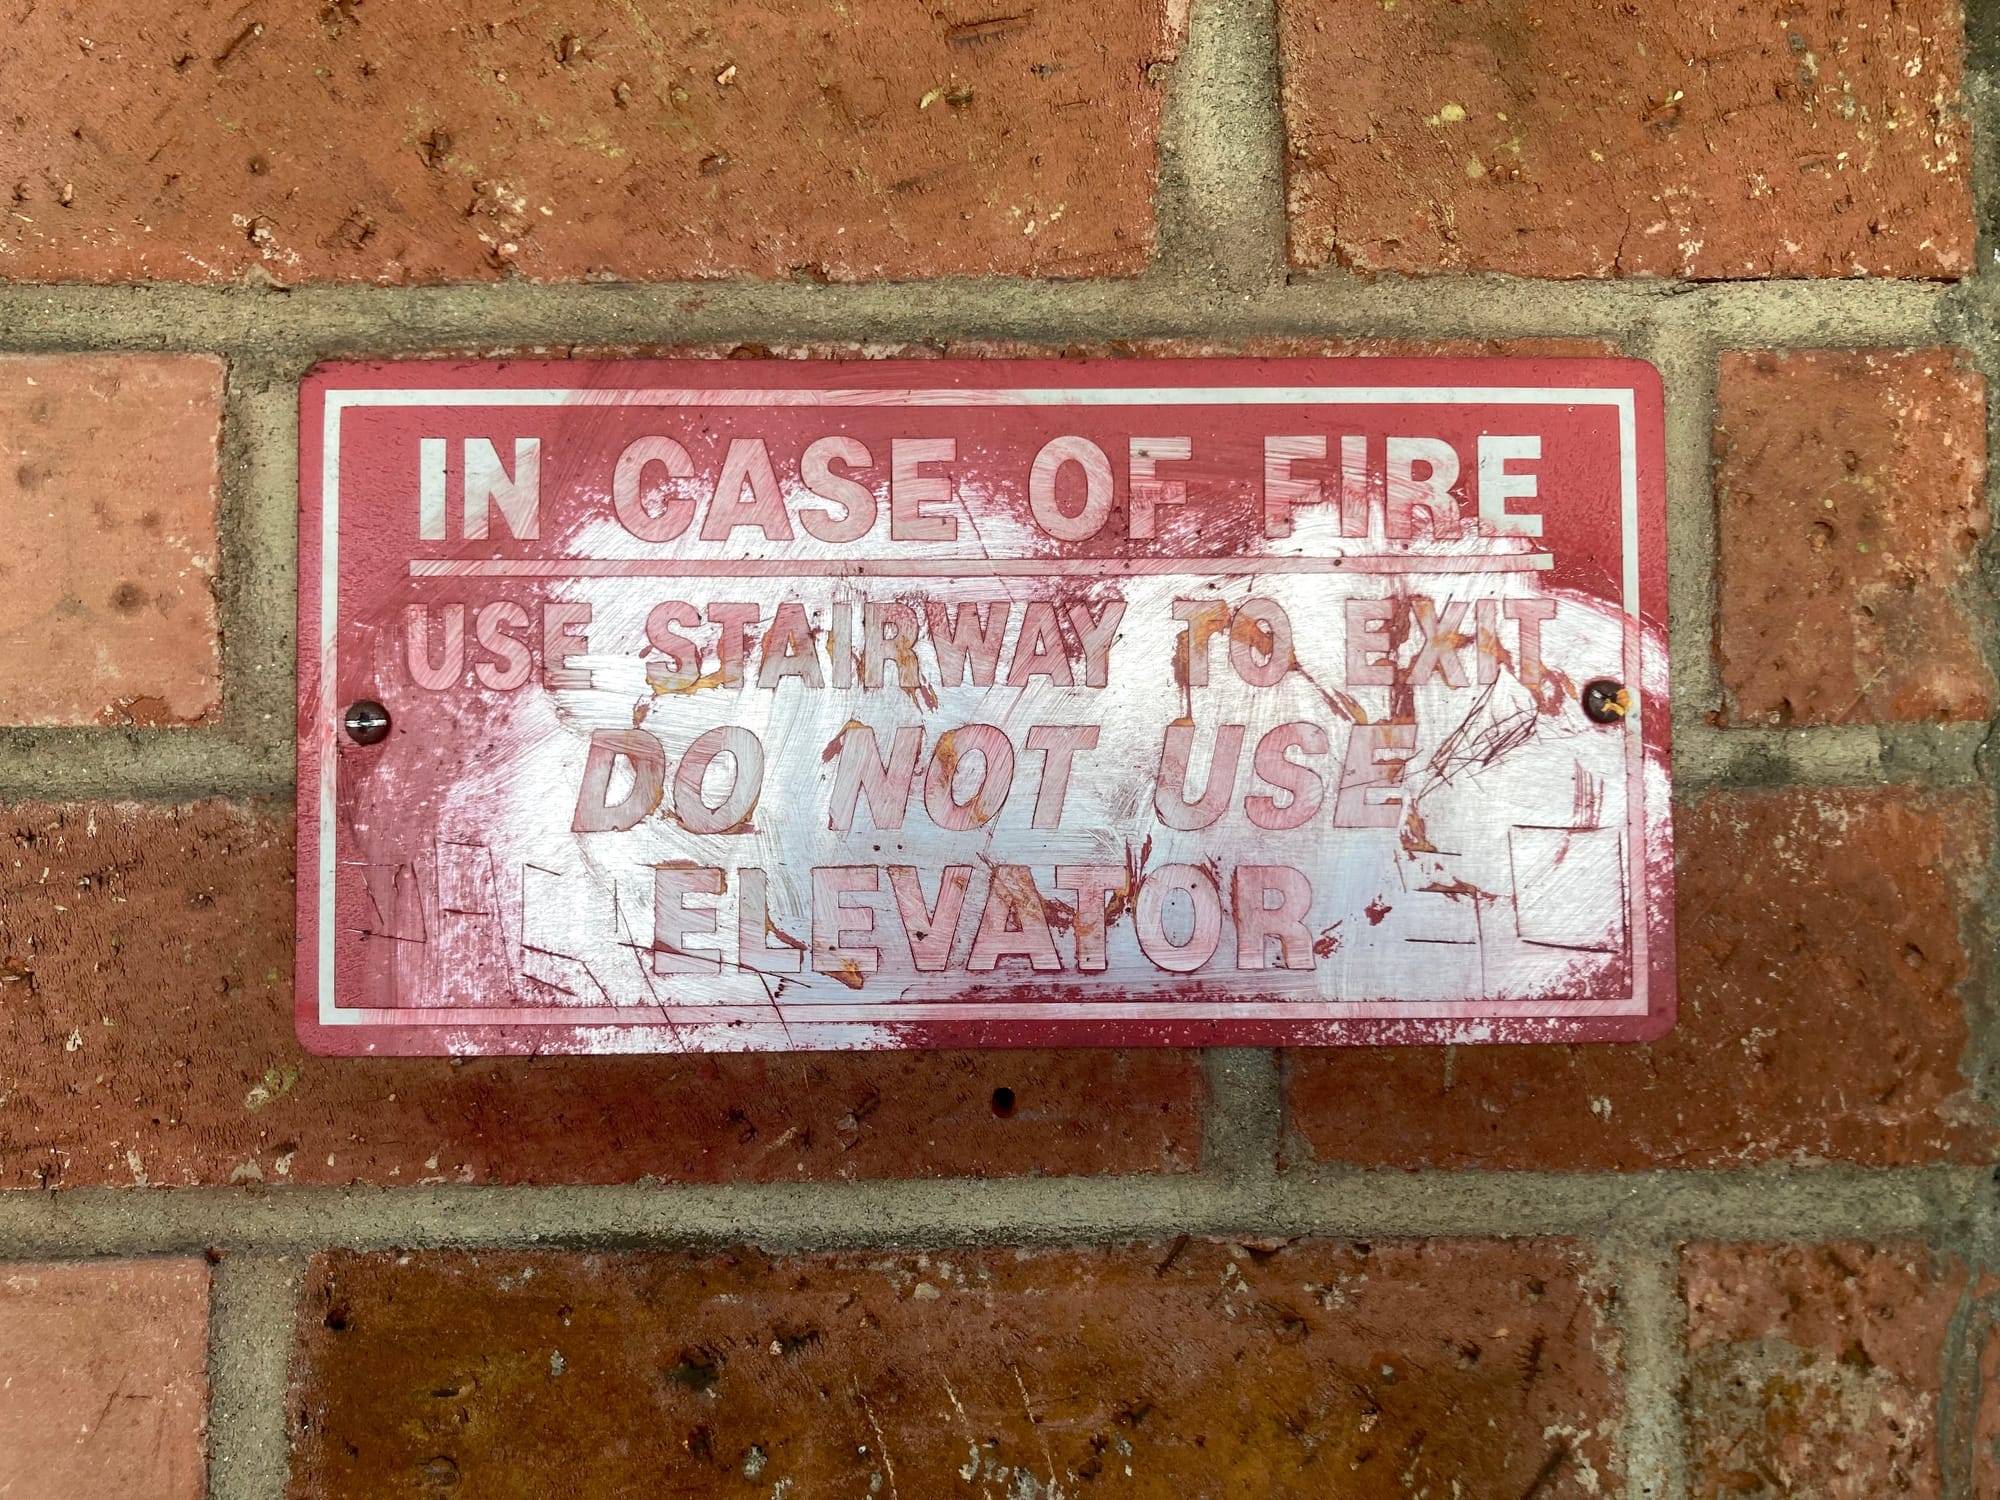 IN CASE OF FIRE
USE STAIRWAY TO EXIT
DO NOT USE
ELEVATOR